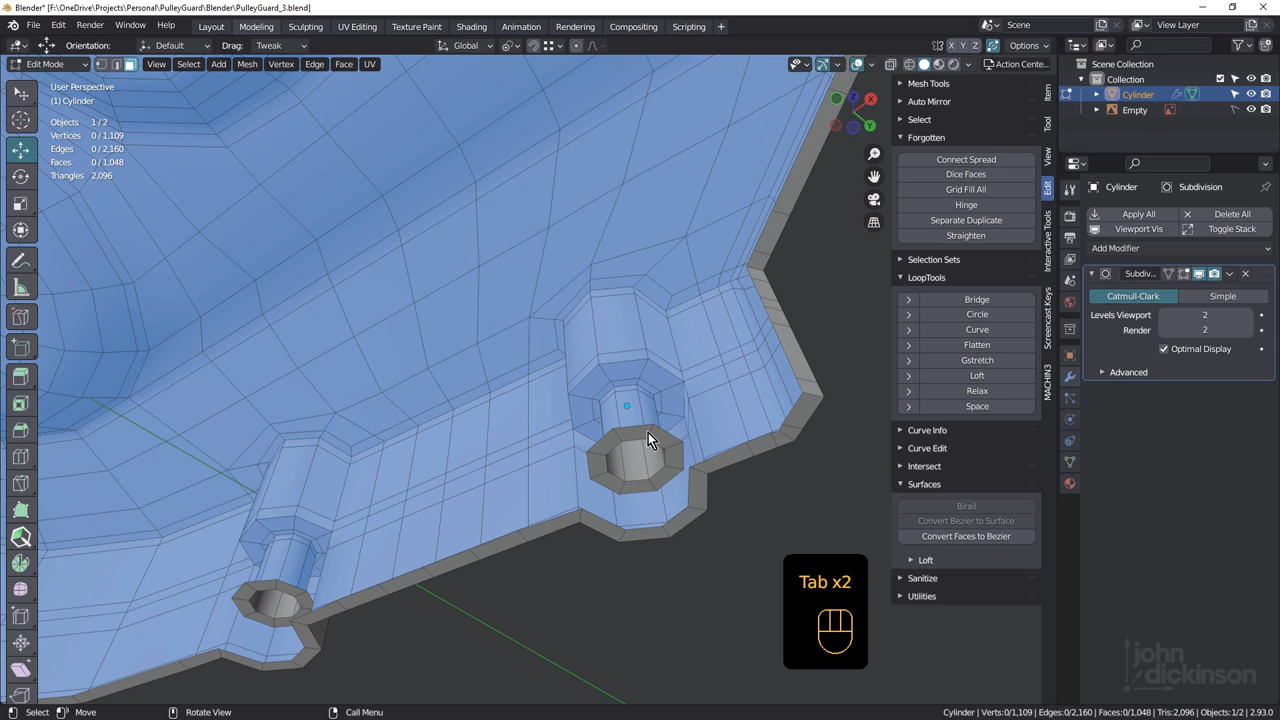 Blender* [F:\OneDrive\Projects\Personal\PulleyGuard\Blender\PulleyGuard_3.blend]
File Edit Render Window Help Layout Modeling Sculpting UV Editing Texture Paint Shading Animation Rendering Compositing Scripting + Scene View Layer
Orientation: Default Drag: Tweak Global X Y Z Options
Edit Mode View Select Add Mesh Vertex Edge Face UV Action Cente...
User Perspective
(1) Cylinder
Objects 1/2
Vertices 0/1,109
Edges 0/2,160
Faces 0/1,048
Triangles 2,096
Z
X
Y
Mesh Tools
Auto Mirror
Select
Forgotten
Connect Spread
Dice Faces
Grid Fill All
Hinge
Separate Duplicate
Straighten
Selection Sets
LoopTools
Bridge
Circle
Curve
Flatten
Gstretch
Loft
Relax
Space
Curve Info
Curve Edit
Intersect
Surfaces
Birail
Convert Bezier to Surface
Convert Faces to Bezier
Loft
Sanitize
Utilities
Item
Tool
View
Edit
Interactive Tools
Screencast Keys
MACHIN3
Scene Collection
Collection
Cylinder
Empty
Cylinder Subdivision
Apply All Delete All
Viewport Vis Toggle Stack
Add Modifier
Subdiv...
Catmull-Clark Simple
Levels Viewport 2
Render 2
Optimal Display
Advanced
Tab x2
john
dickinson
Select Move Rotate View Call Menu Cylinder | Verts:0/1,109 | Edges:0/2,160 | Faces:0/1,048 | Tris:2,096 | Objects:1/2 | 2.93.0